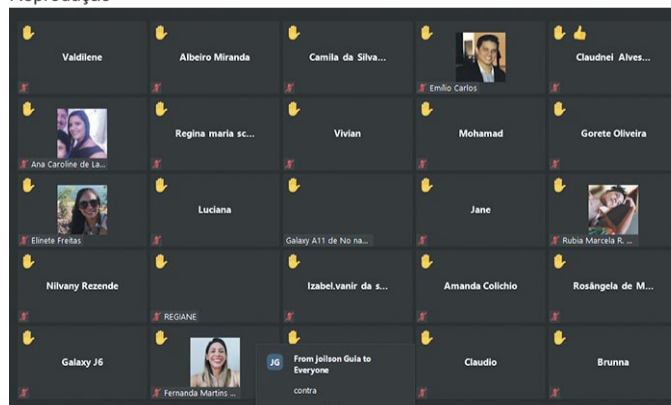 Reprodução
Valdilene
Albeiro Miranda
Camila da Silva...
Emílio Carlos
Claudnei Alves...
Ana Caroline de La...
Regina maria sc...
Vivian
Mohamad
Gorete Oliveira
Elinete Freitas
Luciana
Galaxy A11 de No na...
Jane
Rubia Marcela R. ...
Nilvany Rezende
REGIANE
Izabel.vanir da s...
Amanda Colichio
Rosângela de M...
Galaxy J6
Fernanda Martins ...
JG
From joilson Guia to
Everyone
contra
Claudio
Brunna